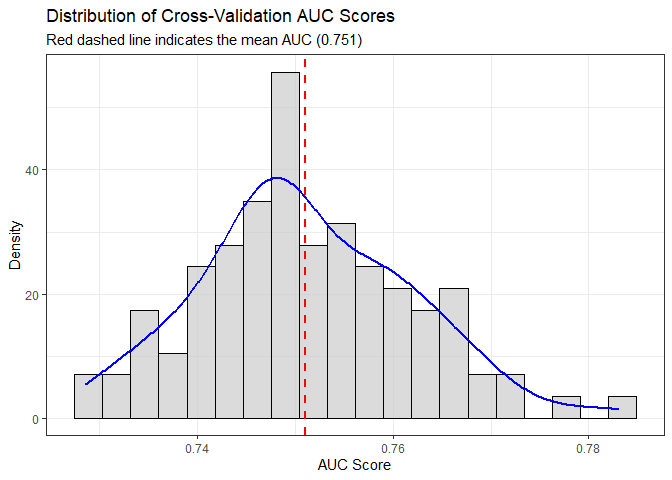 Distribution of Cross-Validation AUC Scores
Red dashed line indicates the mean AUC (0.751)
Density
40
20
0
0.74
0.76
0.78
AUC Score